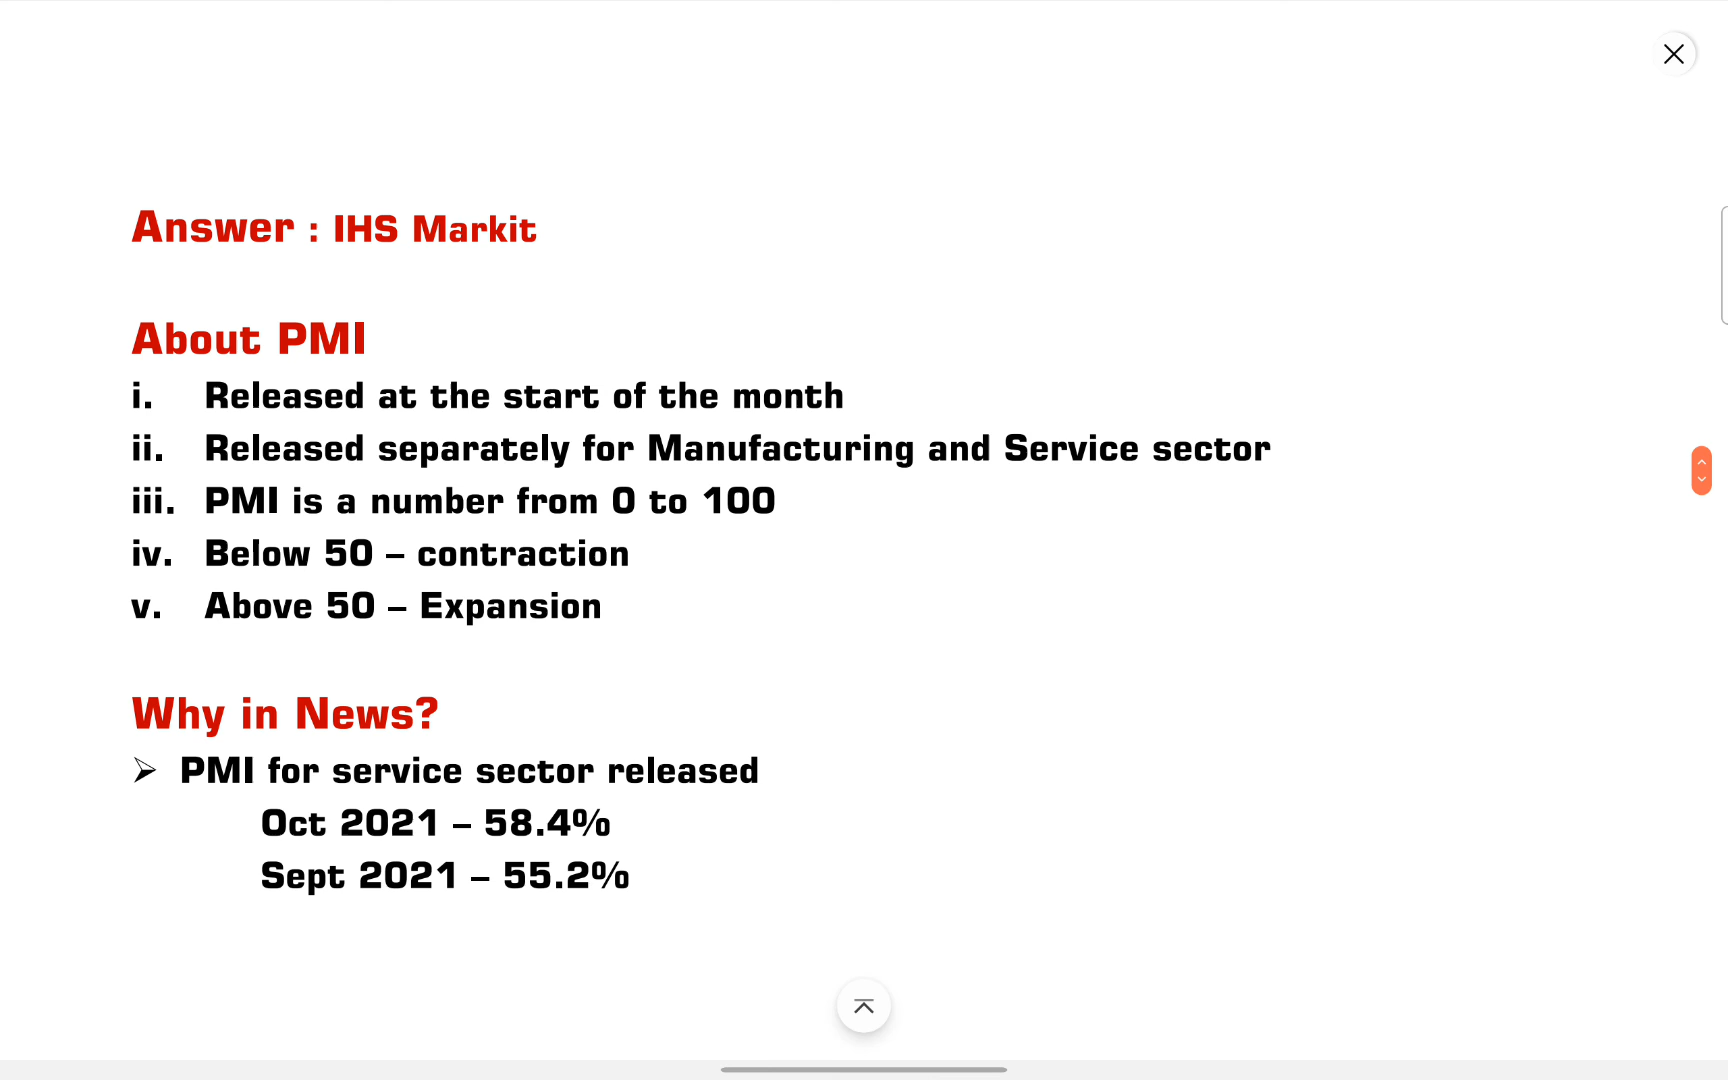 Answer : IHS Markit
About PMI
i. Released at the start of the month
ii. Released separately for Manufacturing and Service sector
iii. PMI is a number from 0 to 100
iv. Below 50 – contraction
v. Above 50 – Expansion
Why in News?
➢ PMI for service sector released
Oct 2021 – 58.4%
Sept 2021 – 55.2%